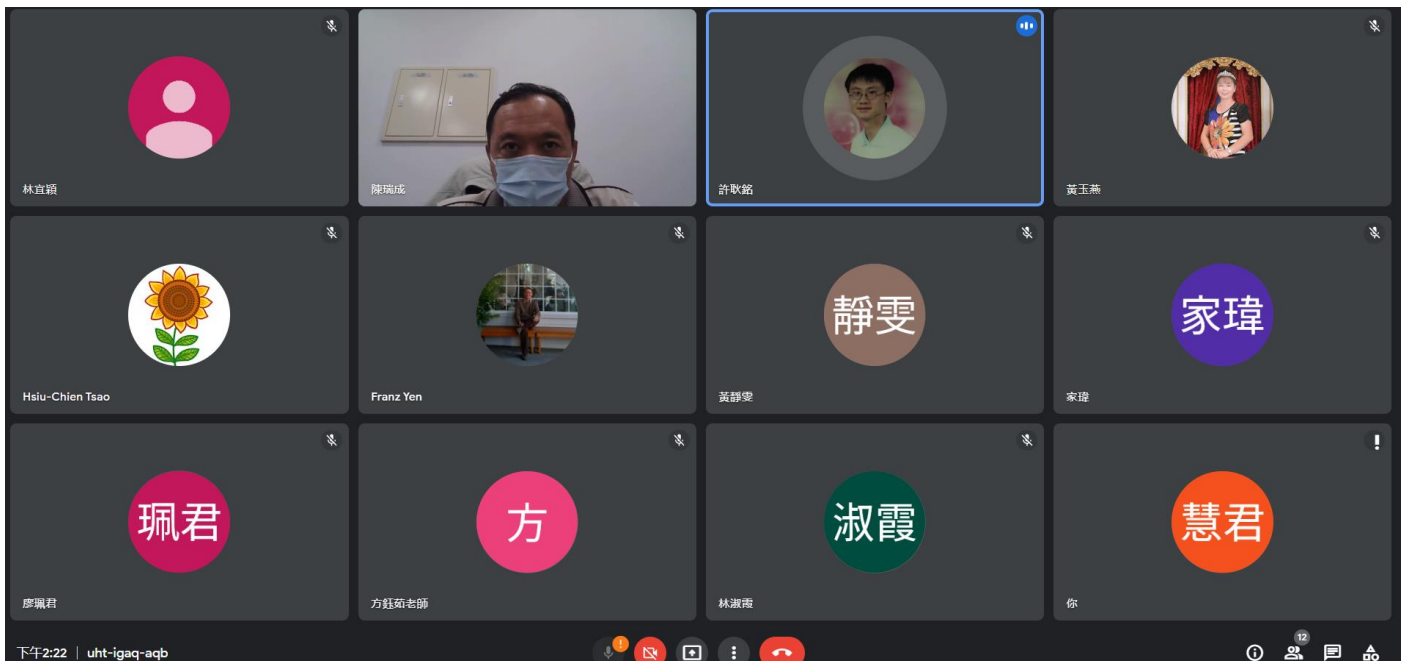 林宜穎
陳瑞成
許耿銘
黃玉燕
Hsiu-Chien Tsao
Franz Yen
靜雯
黃靜雯
家瑋
家瑋
珮君
廖珮君
方
方鈺茹老師
淑霞
林淑霞
慧君
你
下午2:22 | uht-igaq-aqb
12